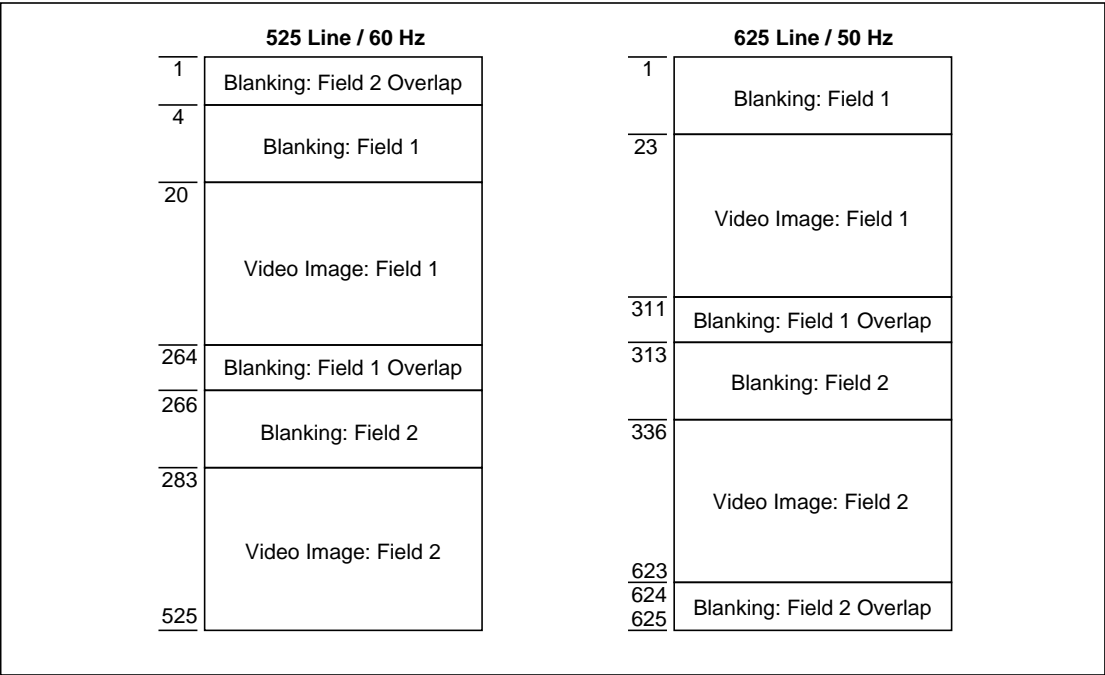 525 Line / 60 Hz
1
Blanking: Field 2 Overlap
4
Blanking: Field 1
20
Video Image: Field 1
264
Blanking: Field 1 Overlap
266
Blanking: Field 2
283
Video Image: Field 2
525
625 Line / 50 Hz
1
Blanking: Field 1
23
Video Image: Field 1
311
Blanking: Field 1 Overlap
313
Blanking: Field 2
336
Video Image: Field 2
623
624
Blanking: Field 2 Overlap
625